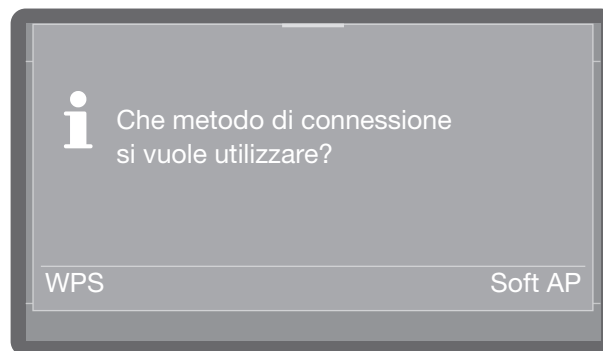 Che metodo di connessione
si vuole utilizzare?
WPS
Soft AP